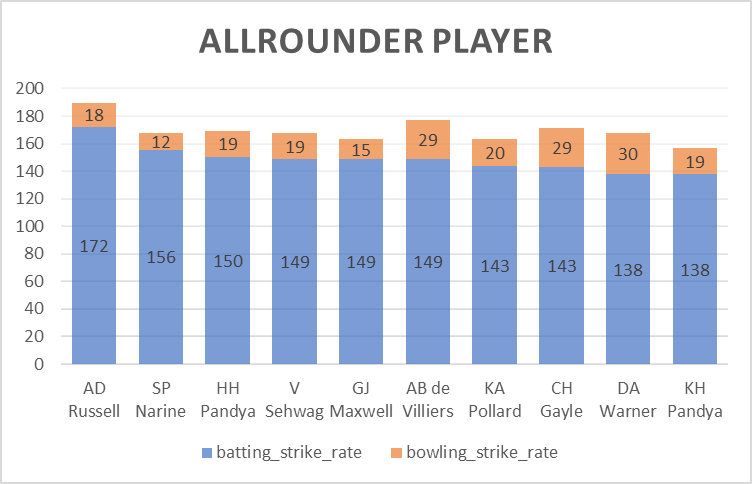 ALLROUNDER PLAYER
200
180
160
140
120
100
80
60
40
20
0
18 12 19 19 15 29 20 29 30 19
172 156 150 149 149 149 143 143 138 138
AD SP HH V GJ AB de KA CH DA KH
Russell Narine Pandya Sehwag Maxwell Villiers Pollard Gayle Warner Pandya
batting_strike_rate bowling_strike_rate